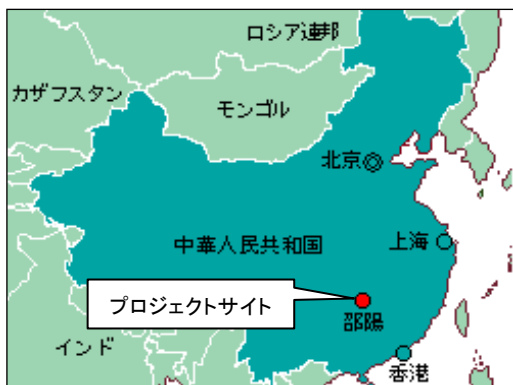 ロシア連邦
カザフスタン
モンゴル
北京
中華人民共和国
上海
プロジェクトサイト
邵陽
インド
香港